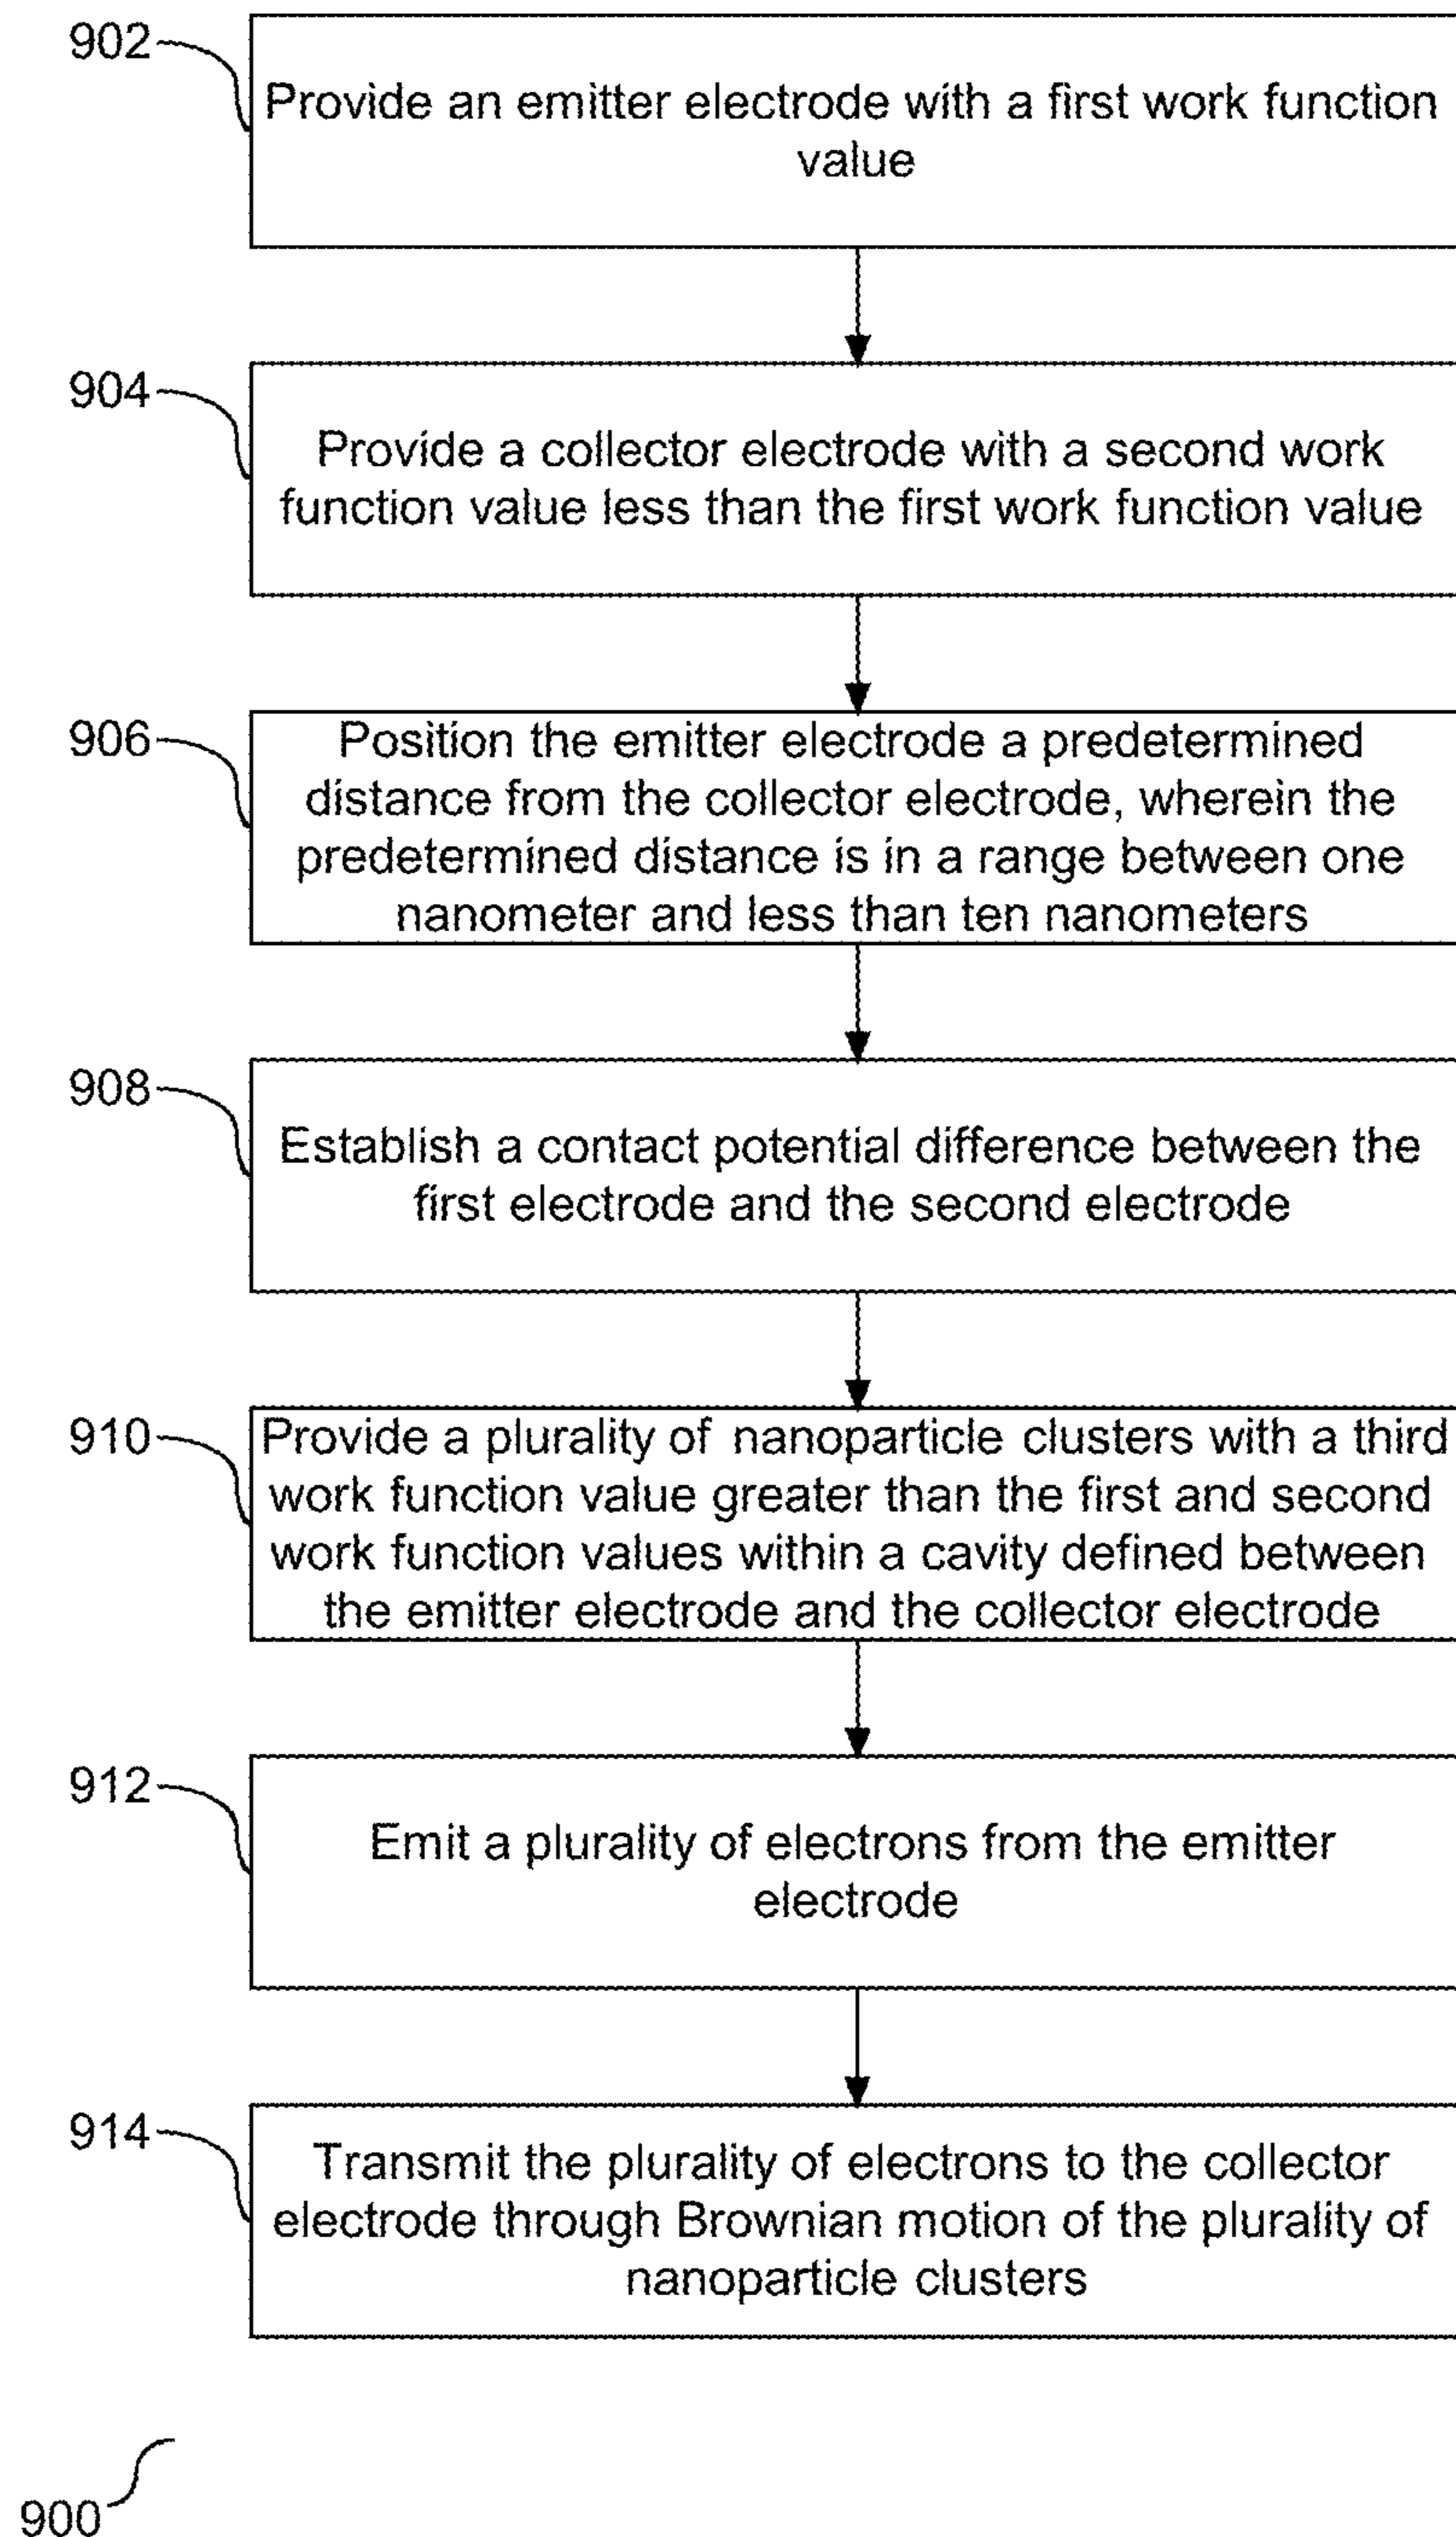 902
Provide an emitter electrode with a first work function
value
904
Provide a collector electrode with a second work
function value less than the first work function value
906
Position the emitter electrode a predetermined
distance from the collector electrode, wherein the
predetermined distance is in a range between one
nanometer and less than ten nanometers
908
Establish a contact potential difference between the
first electrode and the second electrode
910
Provide a plurality of nanoparticle clusters with a third
work function value greater than the first and second
work function values within a cavity defined between
the emitter electrode and the collector electrode
912
Emit a plurality of electrons from the emitter
electrode
914
Transmit the plurality of electrons to the collector
electrode through Brownian motion of the plurality of
nanoparticle clusters
900